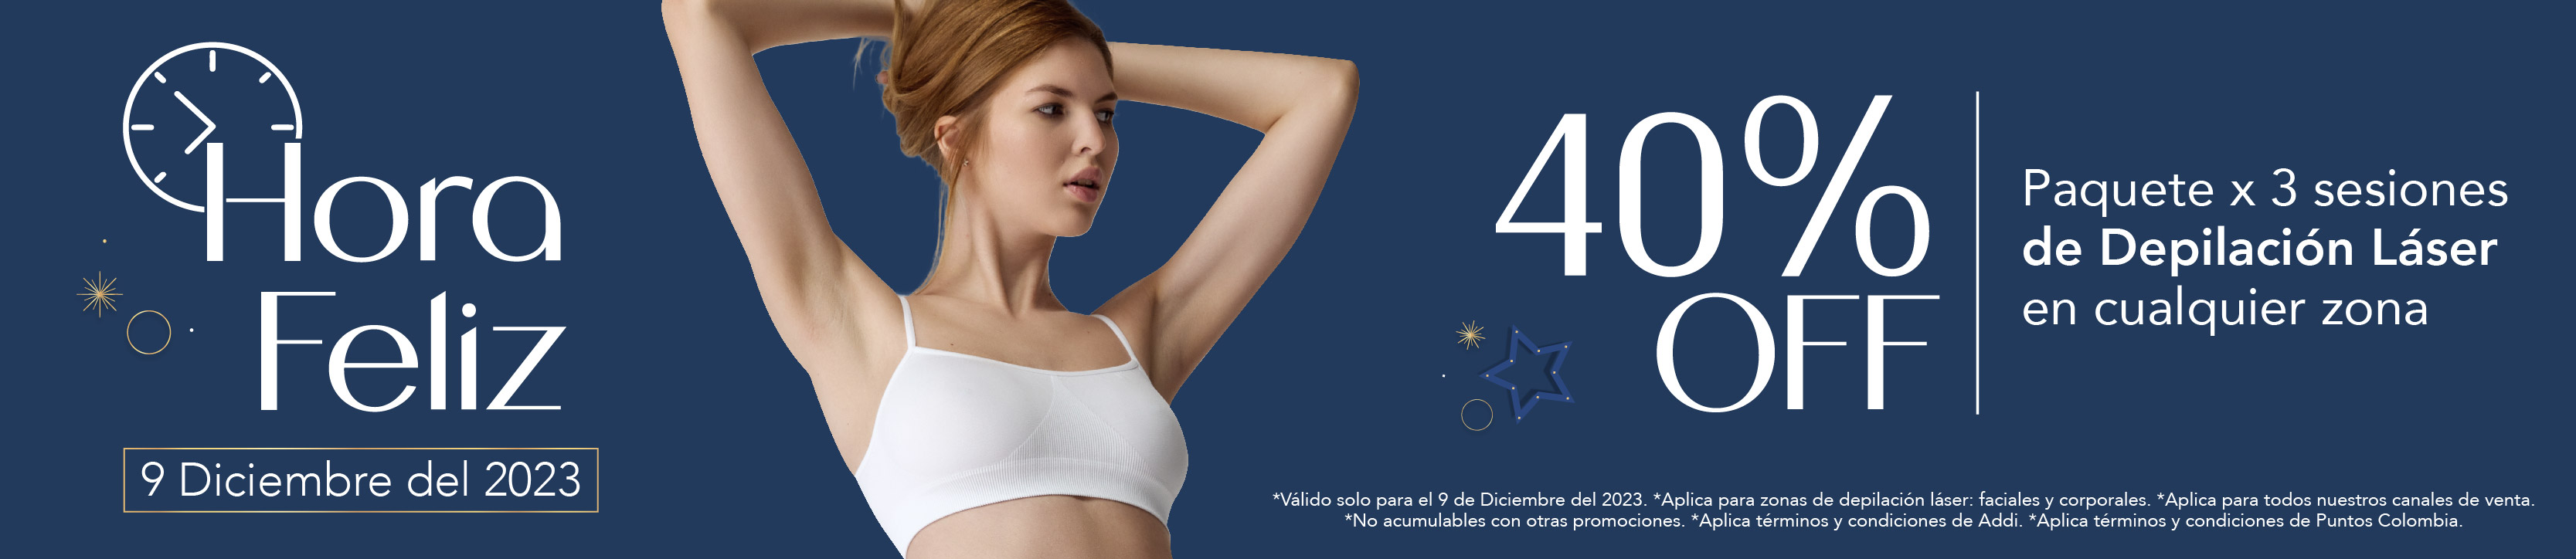 Hora
Feliz
9 Diciembre del 2023
40%
OFF
Paquete x 3 sesiones
de Depilación Láser
en cualquier zona
*Válido solo para el 9 de Diciembre del 2023. *Aplica para zonas de depilación láser: faciales y corporales. *Aplica para todos nuestros canales de venta.
*No acumulables con otras promociones. *Aplica términos y condiciones de Addi. *Aplica términos y condiciones de Puntos Colombia.